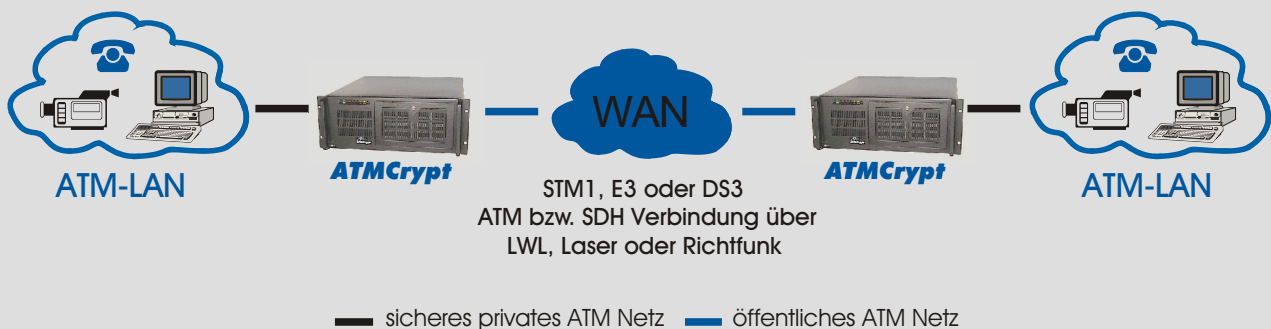 WAN
ATMCrypt
ATMCrypt
ATM-LAN
ATM-LAN
STM1, E3 oder DS3
ATM bzw. SDH Verbindung über
LWL, Laser oder Richtfunk
sicheres privates ATM Netz
öffentliches ATM Netz